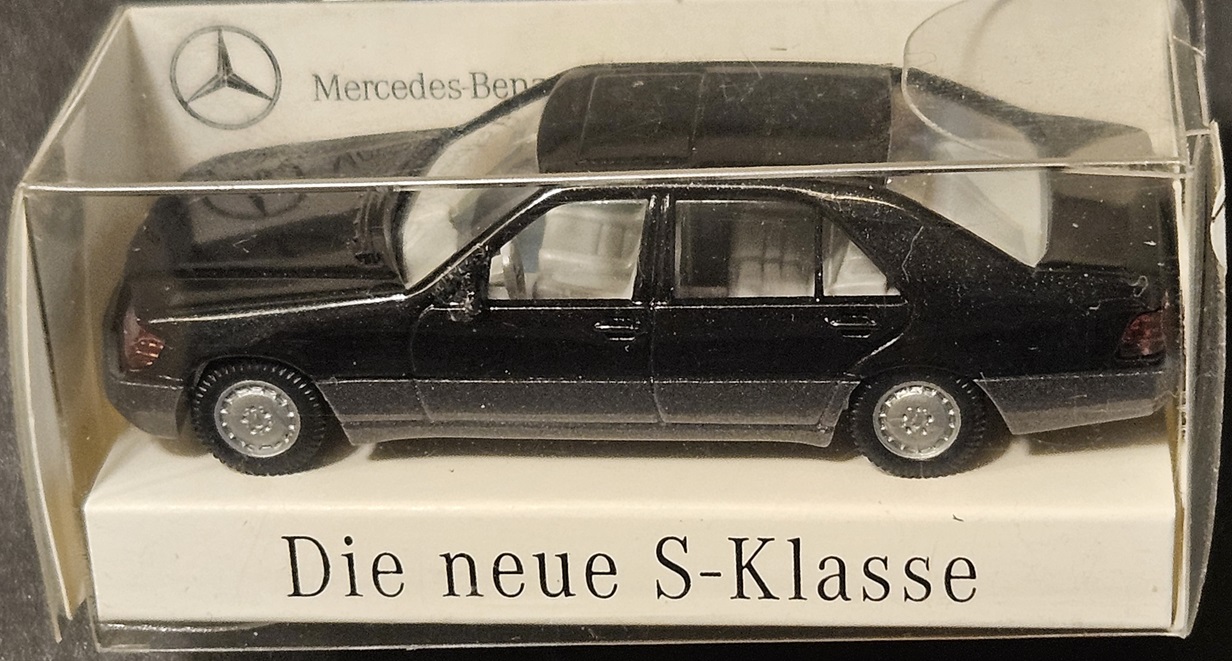 Mercedes-Ben
Die neue S-Klasse